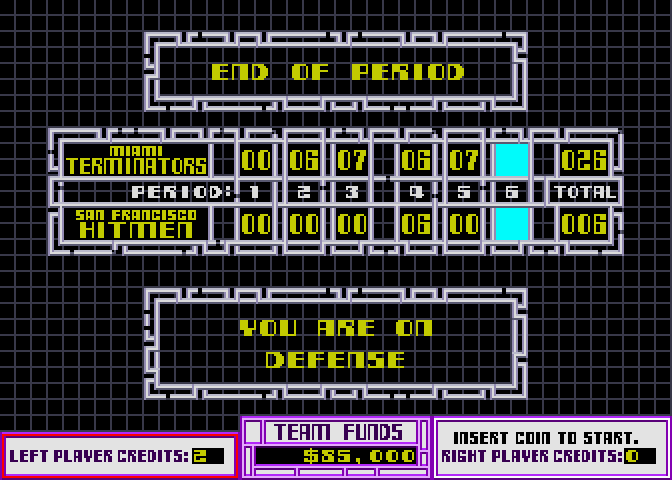 END OF PERIOD
MIAMI
TERMINATORS 00 06 07 06 07 026
PERIOD: 1 2 3 4 5 6 TOTAL
SAN FRANCISCO
HITMEN 00 00 00 06 00 006
YOU ARE ON
DEFENSE
TEAM FUNDS
$85,000
LEFT PLAYER CREDITS: 2
INSERT COIN TO START.
RIGHT PLAYER CREDITS:0